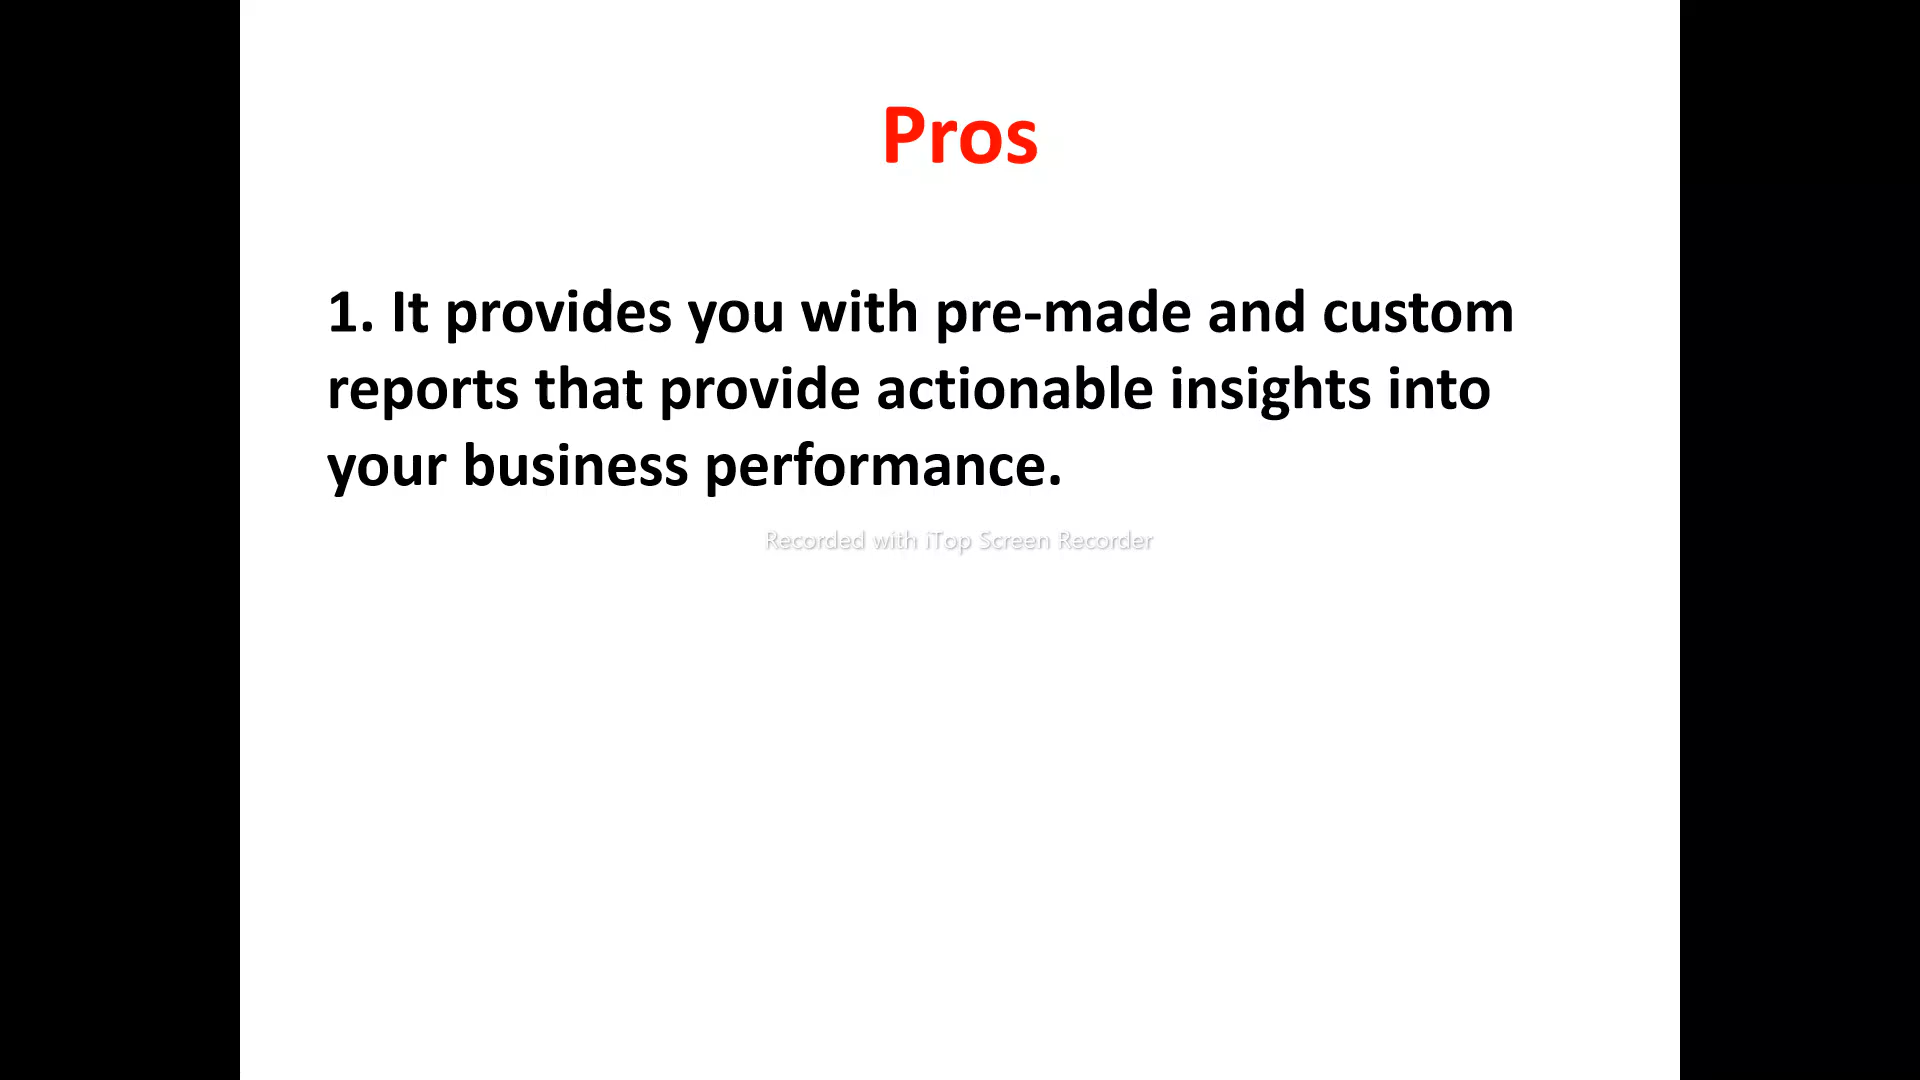 Pros
1. It provides you with pre-made and custom
reports that provide actionable insights into
your business performance.
Recorded with iTop Screen Recorder